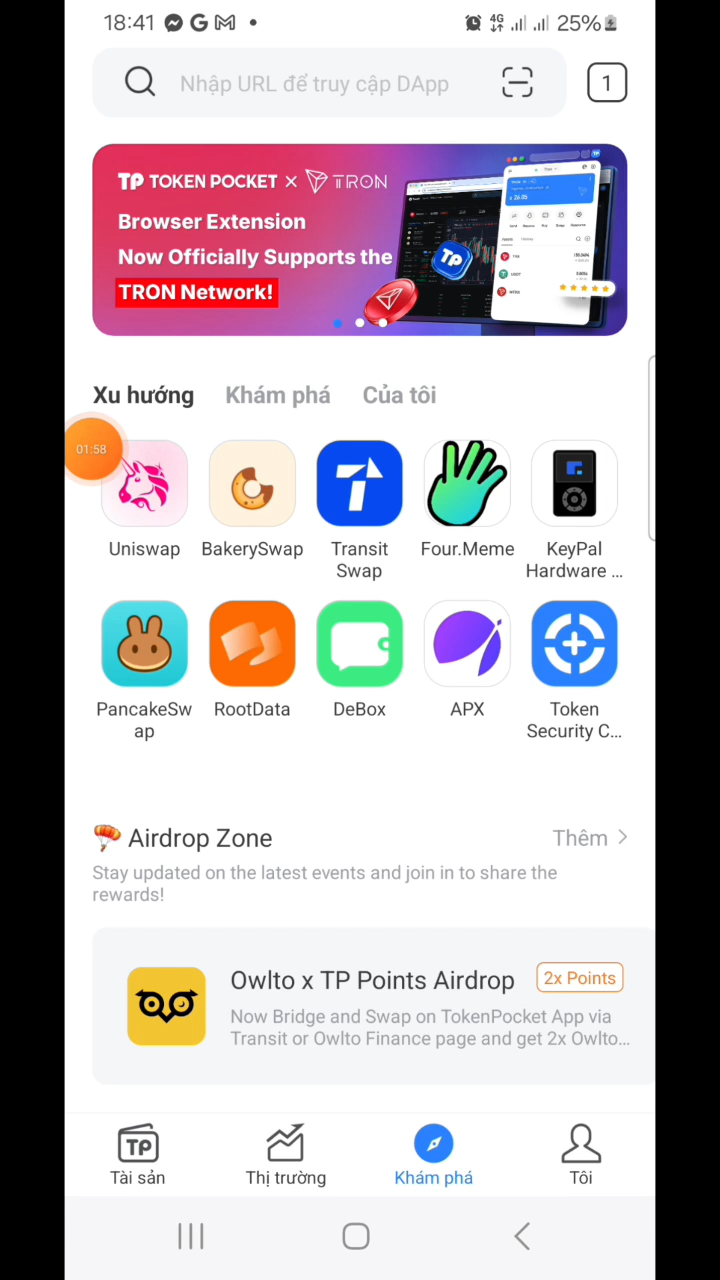 18:41
4G
25%
Nhập URL để truy cập DApp
1
TP TOKEN POCKET × TRON
Browser Extension
Now Officially Supports the
TRON Network!
TP
Xu hướng
Khám phá
Của tôi
01:58
Uniswap
BakerySwap
Transit
Swap
Four.Meme
KeyPal
Hardware ...
PancakeSw
ap
RootData
DeBox
APX
Token
Security C...
Airdrop Zone
Thêm
Stay updated on the latest events and join in to share the
rewards!
Owlto x TP Points Airdrop
2x Points
Now Bridge and Swap on TokenPocket App via
Transit or Owlto Finance page and get 2x Owlto...
TP
Tài sản
Thị trường
Khám phá
Tôi